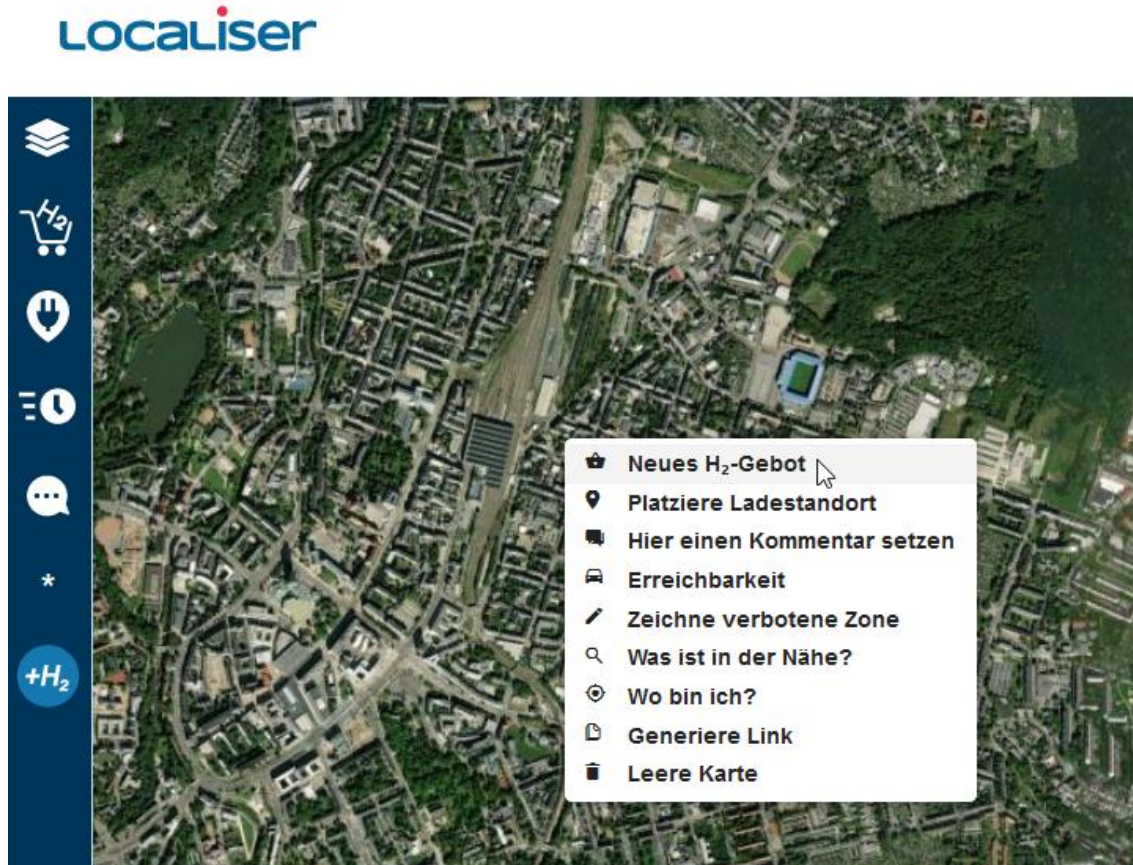 Localiser
H₂
Neues H₂-Gebot
Platziere Ladestandort
Hier einen Kommentar setzen
Erreichbarkeit
Zeichne verbotene Zone
*
+H₂
Was ist in der Nähe?
Wo bin ich?
Generiere Link
Leere Karte